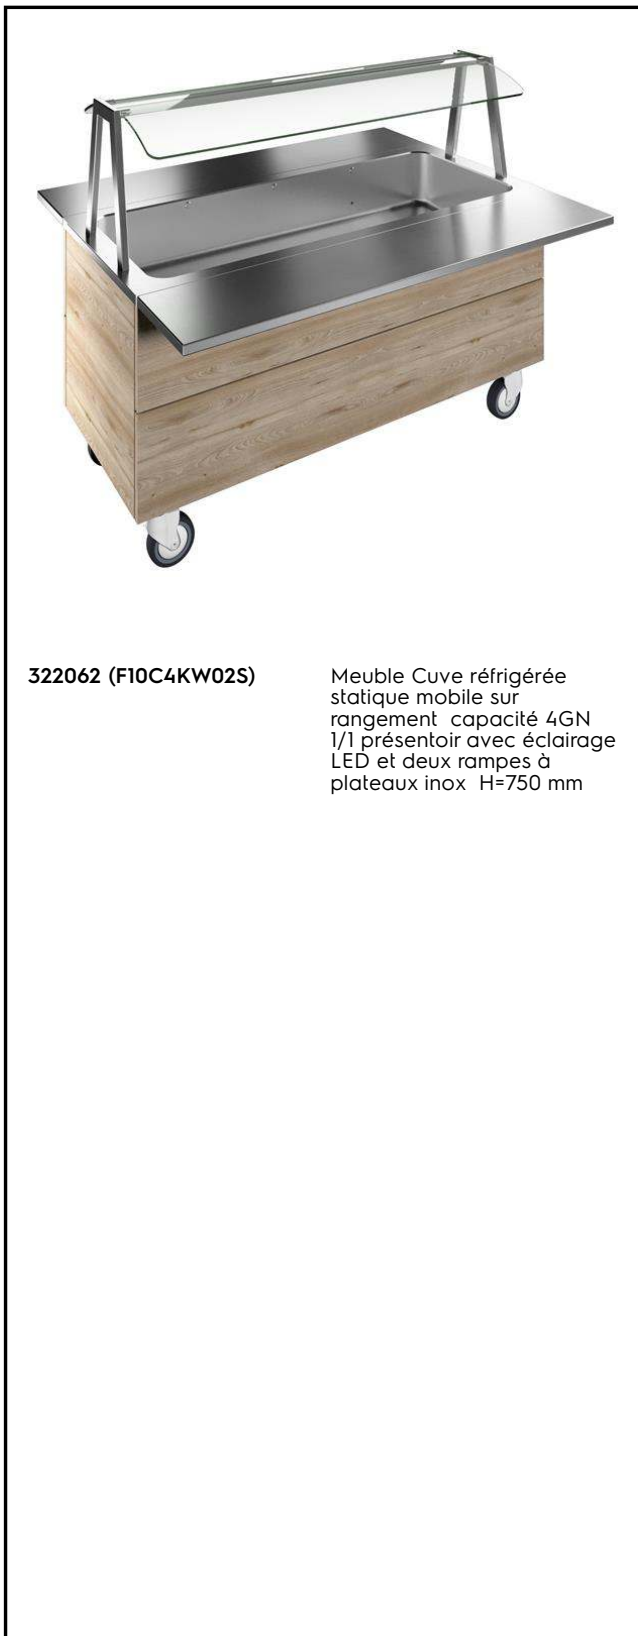 322062 (F10C4KW02S)
Meuble Cuve réfrigérée
statique mobile sur
rangement  capacité 4GN
1/1 présentoir avec éclairage
LED et deux rampes à
plateaux inox  H=750 mm